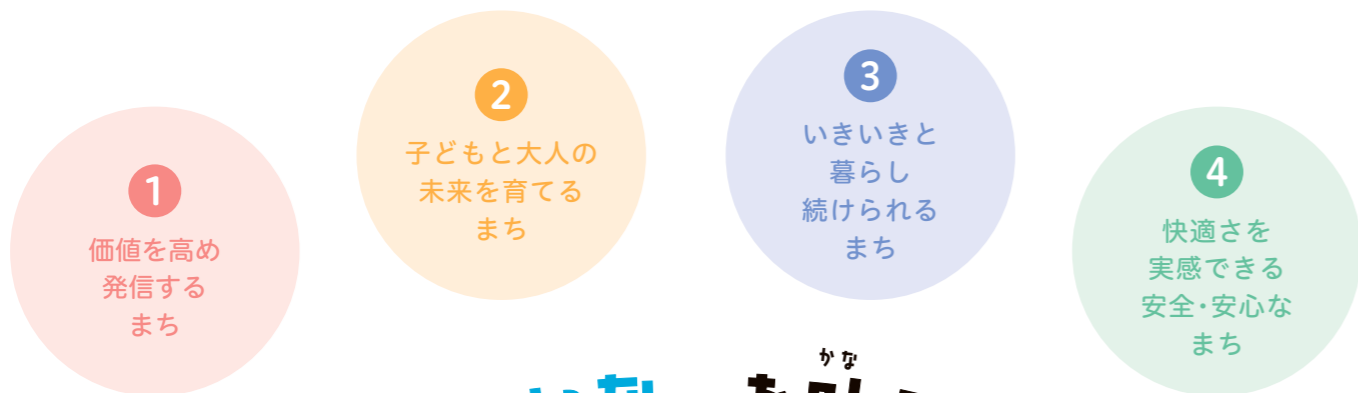 1
価値を高め
発信する
まち
2
子どもと大人の
未来を育てる
まち
3
いきいきと
暮らし
続けられる
まち
4
快適さを
実感できる
安全・安心な
まち
かな